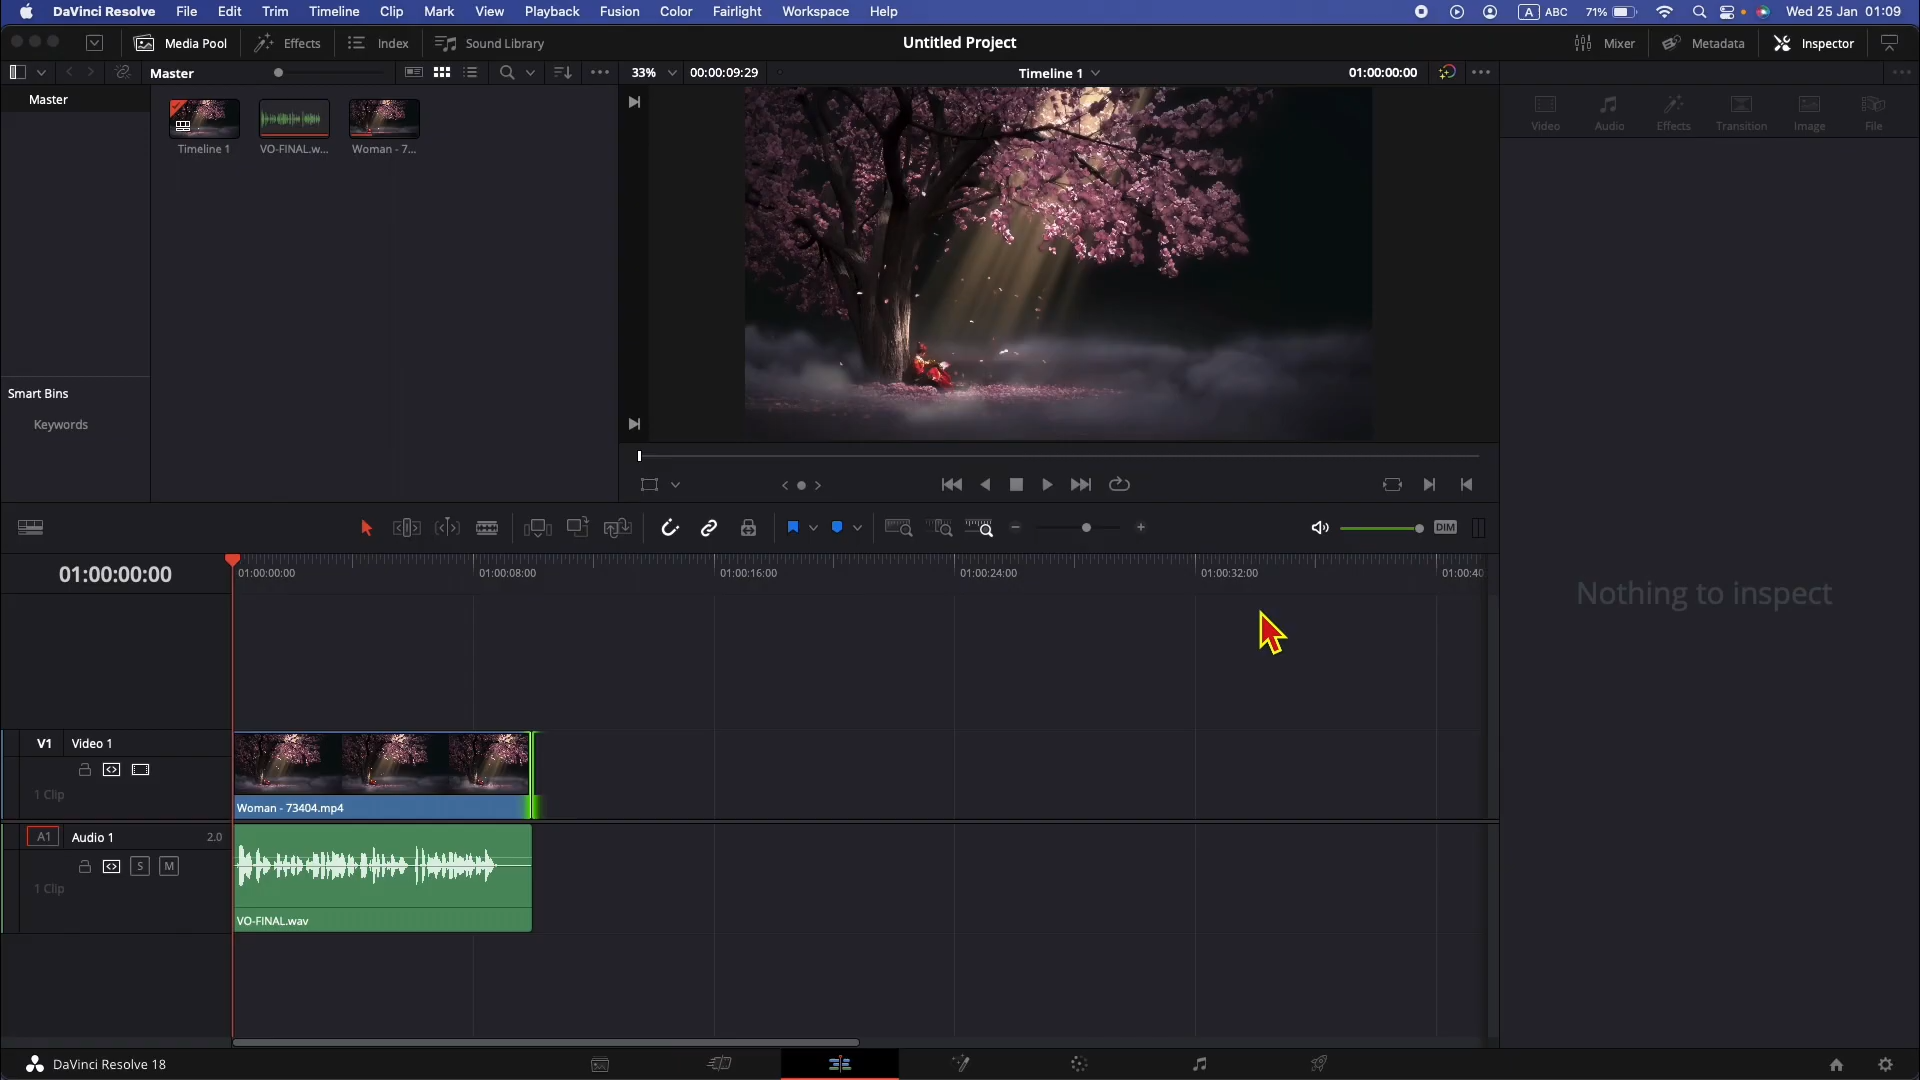 DaVinci Resolve File Edit Trim Timeline Clip Mark View Playback Fusion Color Fairlight Workspace Help A ABC 71% Wed 25 Jan 01:09
Media Pool Effects Index Sound Library Untitled Project Mixer Metadata Inspector
Master 33% 00:00:09:29 Timeline 1 01:00:00:00
Master
Timeline 1 VO-FINAL.w... Woman - 7...
Video Audio Effects Transition Image File
Smart Bins
Keywords
DIM
01:00:00:00 01:00:00:00 01:00:08:00 01:00:16:00 01:00:24:00 01:00:32:00 01:00:40
Nothing to inspect
V1 Video 1
1 Clip
Woman - 73404.mp4
A1 Audio 1 2.0
S M
1 Clip
VO-FINAL.wav
DaVinci Resolve 18